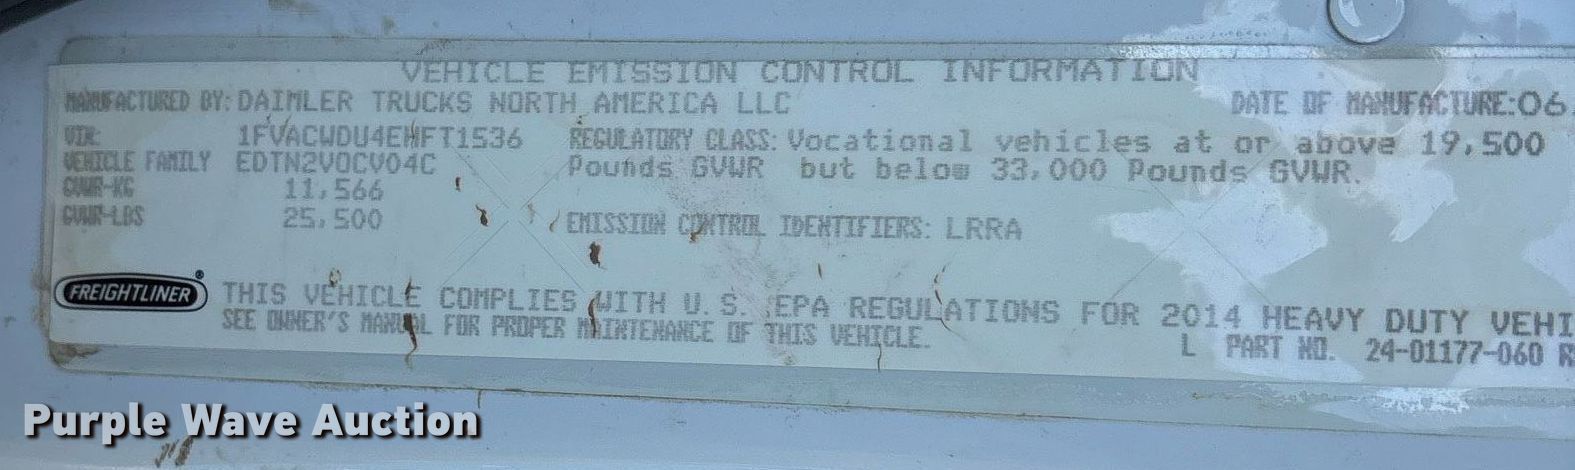 VEHICLE EMISSION CONTROL INFORMATION
MANUFACTURED BY: DAIMLER TRUCKS NORTH AMERICA LLC DATE OF MANUFACTURE: 06
VIN: 1FVACWDU4EHFT1536 REGULATORY CLASS: Vocational vehicles at or above 19,500
VEHICLE FAMILY EDTN2VOCV04C Pounds GVWR but below 33,000 Pounds GVWR.
GVWR-KG 11,566
GVWR-LBS 25,500 EMISSION CONTROL IDENTIFIERS: LRRA
FREIGHTLINER® THIS VEHICLE COMPLIES WITH U.S. EPA REGULATIONS FOR 2014 HEAVY DUTY VEHI
SEE OWNER'S MANUAL FOR PROPER MAINTENANCE OF THIS VEHICLE.
L PART NO. 24-01177-060 R
Purple Wave Auction